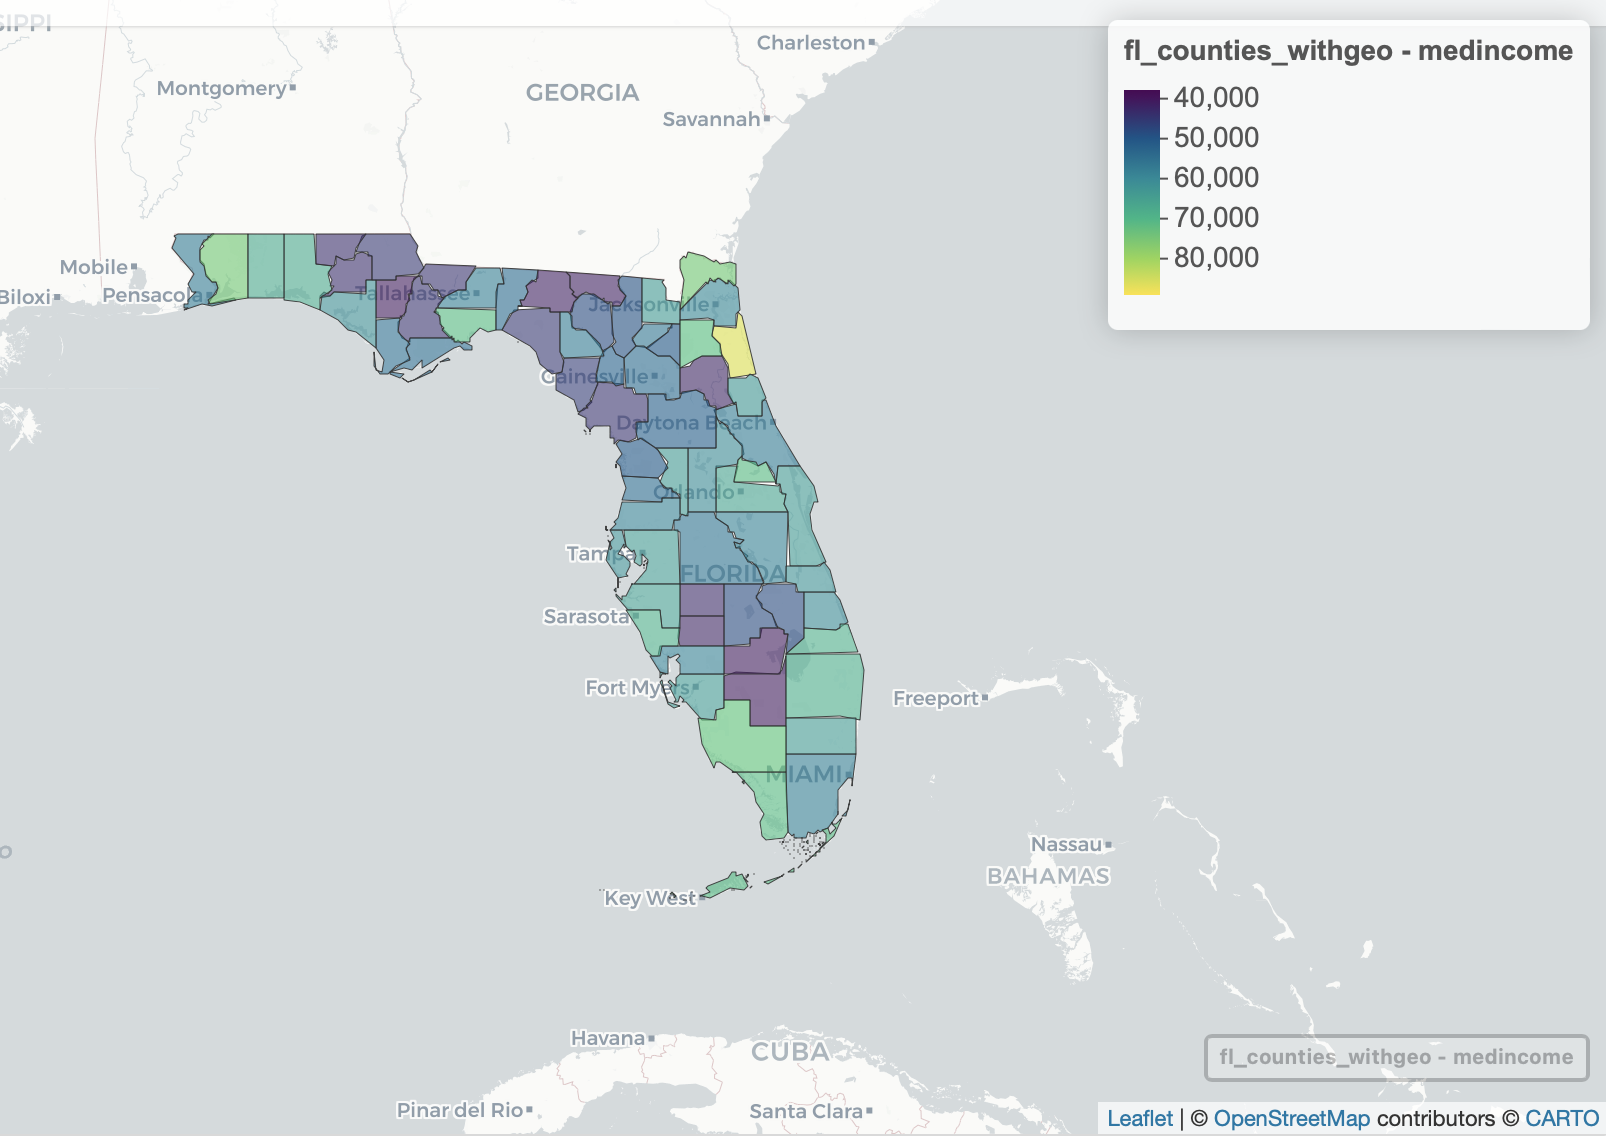 SIPPI
Charleston
Montgomery
GEORGIA
Savannah
Mobile
Biloxi
Pensacola
Tallahassee
Jacksonville
Gainesville
Daytona Beach
Orlando
Tampa
FLORIDA
Sarasota
Fort Myers
Freeport
MIAMI
Nassau
BAHAMAS
Key West
Havana
CUBA
Pinar del Rio
Santa Clara
o
fl_counties_withgeo - medincome
40,000
50,000
60,000
70,000
80,000
fl_counties_withgeo - medincome
Leaflet | © OpenStreetMap contributors © CARTO